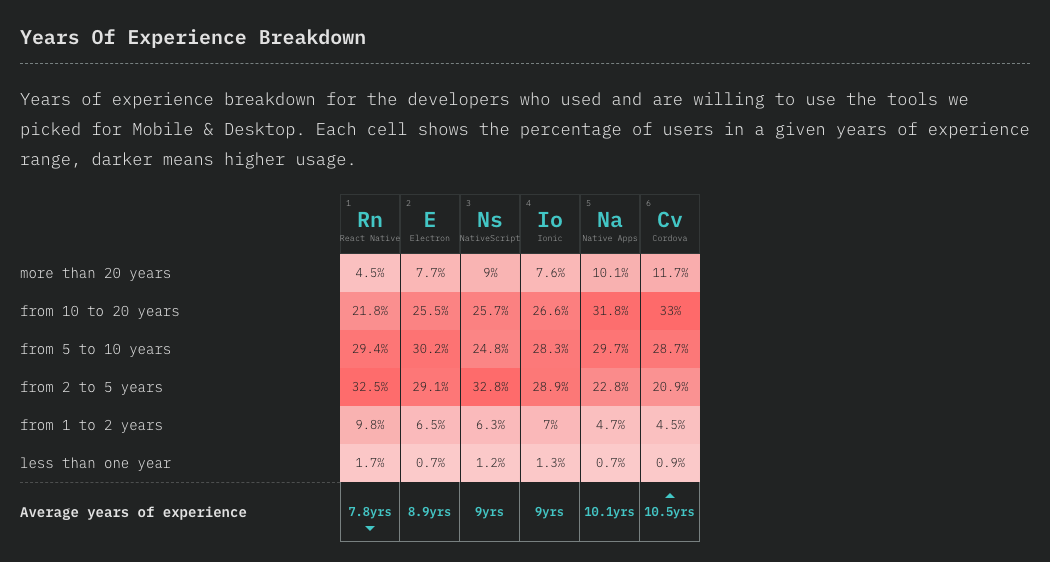 Years Of Experience Breakdown
Years of experience breakdown for the developers who used and are willing to use the tools we
picked for Mobile & Desktop. Each cell shows the percentage of users in a given years of experience
range, darker means higher usage.
1 2 3 4 5 6
Rn E Ns Io Na Cv
React Native Electron NativeScript Ionic Native Apps Cordova
more than 20 years 4.5% 7.7% 9% 7.6% 10.1% 11.7%
from 10 to 20 years 21.8% 25.5% 25.7% 26.6% 31.8% 33%
from 5 to 10 years 29.4% 30.2% 24.8% 28.3% 29.7% 28.7%
from 2 to 5 years 32.5% 29.1% 32.8% 28.9% 22.8% 20.9%
from 1 to 2 years 9.8% 6.5% 6.3% 7% 4.7% 4.5%
less than one year 1.7% 0.7% 1.2% 1.3% 0.7% 0.9%
Average years of experience 7.8yrs 8.9yrs 9yrs 9yrs 10.1yrs 10.5yrs